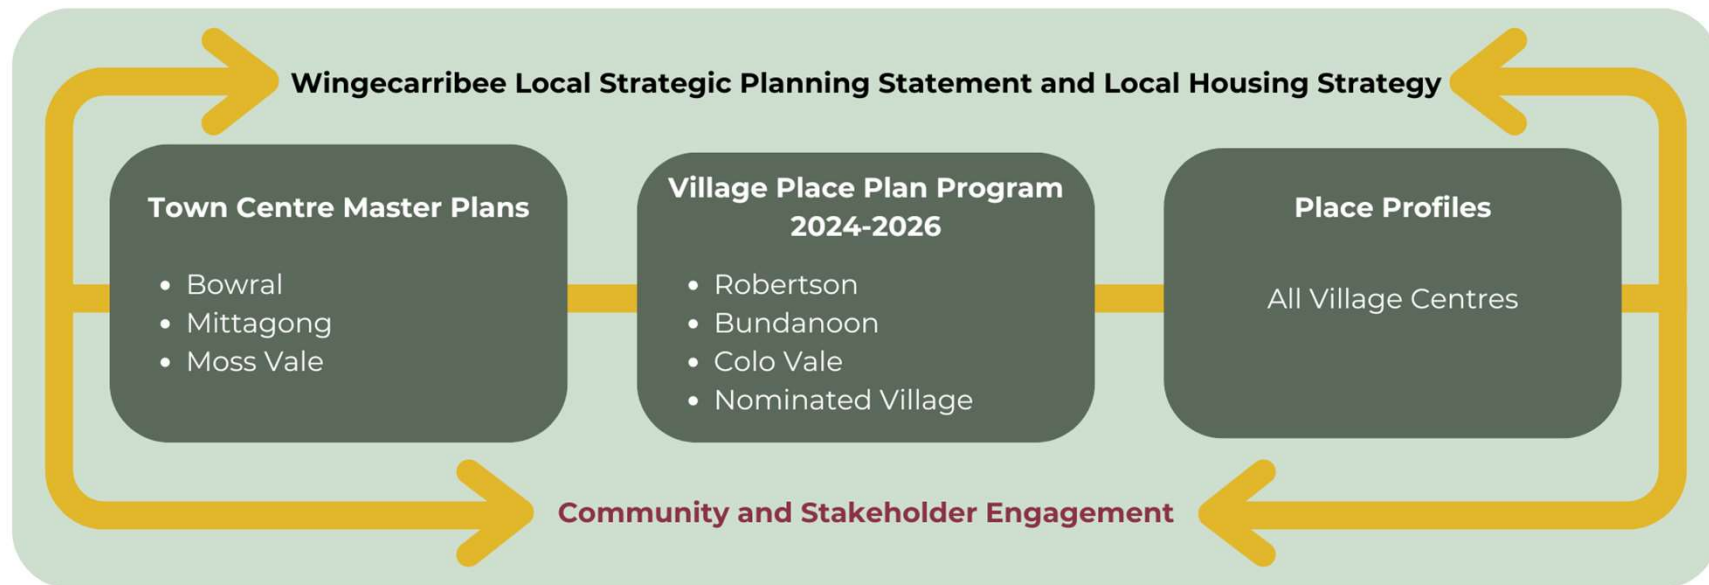 Wingecarribee Local Strategic Planning Statement and Local Housing Strategy
Town Centre Master Plans
• Bowral
• Mittagong
• Moss Vale
Village Place Plan Program
2024-2026
• Robertson
• Bundanoon
• Colo Vale
• Nominated Village
Place Profiles
All Village Centres
Community and Stakeholder Engagement